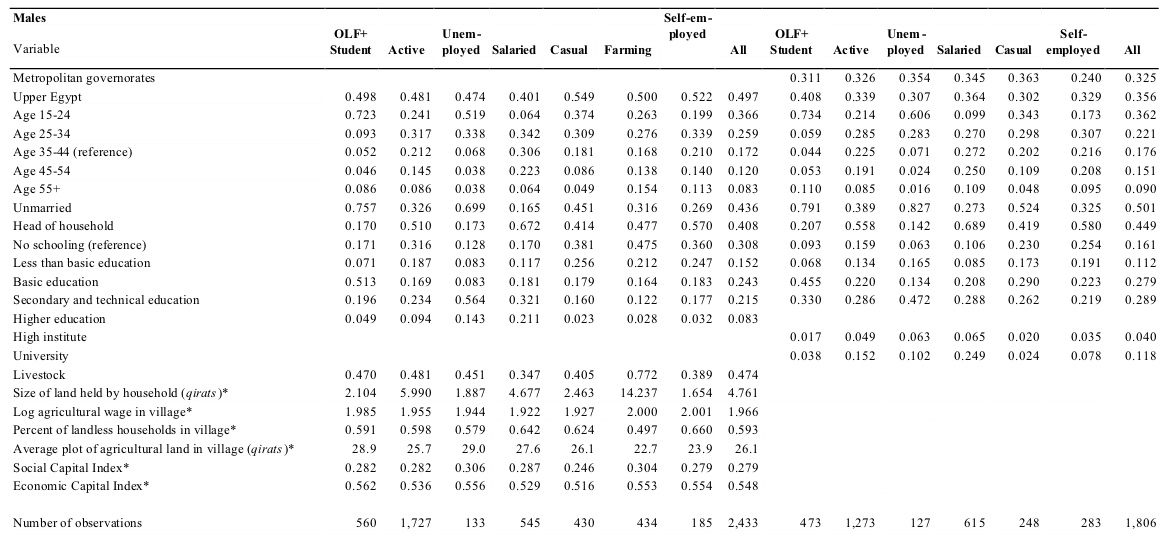 Males
OLF+ Student Active Unem-ployed Salaried Casual Farming Self-em-ployed All OLF+ Student Active Unem-ployed Salaried Casual Self-employed All
Variable
Metropolitan governorates 0.311 0.326 0.354 0.345 0.363 0.240 0.325
Upper Egypt 0.498 0.481 0.474 0.401 0.549 0.500 0.522 0.497 0.408 0.339 0.307 0.364 0.302 0.329 0.356
Age 15-24 0.723 0.241 0.519 0.064 0.374 0.263 0.199 0.366 0.734 0.214 0.606 0.099 0.343 0.173 0.362
Age 25-34 0.093 0.317 0.338 0.342 0.309 0.276 0.339 0.259 0.059 0.285 0.283 0.270 0.298 0.307 0.221
Age 35-44 (reference) 0.052 0.212 0.068 0.306 0.181 0.168 0.210 0.172 0.044 0.225 0.071 0.272 0.202 0.216 0.176
Age 45-54 0.046 0.145 0.038 0.223 0.086 0.138 0.140 0.120 0.053 0.191 0.024 0.250 0.109 0.208 0.151
Age 55+ 0.086 0.086 0.038 0.064 0.049 0.154 0.113 0.083 0.110 0.085 0.016 0.109 0.048 0.095 0.090
Unmarried 0.757 0.326 0.699 0.165 0.451 0.316 0.269 0.436 0.791 0.389 0.827 0.273 0.524 0.325 0.501
Head of household 0.170 0.510 0.173 0.672 0.414 0.477 0.570 0.408 0.207 0.558 0.142 0.689 0.419 0.580 0.449
No schooling (reference) 0.171 0.316 0.128 0.170 0.381 0.475 0.360 0.308 0.093 0.159 0.063 0.106 0.230 0.254 0.161
Less than basic education 0.071 0.187 0.083 0.117 0.256 0.212 0.247 0.152 0.068 0.134 0.165 0.085 0.173 0.191 0.112
Basic education 0.513 0.169 0.083 0.181 0.179 0.164 0.183 0.243 0.455 0.220 0.134 0.208 0.290 0.223 0.279
Secondary and technical education 0.196 0.234 0.564 0.321 0.160 0.122 0.177 0.215 0.330 0.286 0.472 0.288 0.262 0.219 0.289
Higher education 0.049 0.094 0.143 0.211 0.023 0.028 0.032 0.083
High institute 0.017 0.049 0.063 0.065 0.020 0.035 0.040
University 0.038 0.152 0.102 0.249 0.024 0.078 0.118
Livestock 0.470 0.481 0.451 0.347 0.405 0.772 0.389 0.474
Size of land held by household (qirats)* 2.104 5.990 1.887 4.677 2.463 14.237 1.654 4.761
Log agricultural wage in village* 1.985 1.955 1.944 1.922 1.927 2.000 2.001 1.966
Percent of landless households in village* 0.591 0.598 0.579 0.642 0.624 0.497 0.660 0.593
Average plot of agricultural land in village (qirats)* 28.9 25.7 29.0 27.6 26.1 22.7 23.9 26.1
Social Capital Index* 0.282 0.282 0.306 0.287 0.246 0.304 0.279 0.279
Economic Capital Index* 0.562 0.536 0.556 0.529 0.516 0.553 0.554 0.548
Number of observations 560 1,727 133 545 430 434 185 2,433 473 1,273 127 615 248 283 1,806